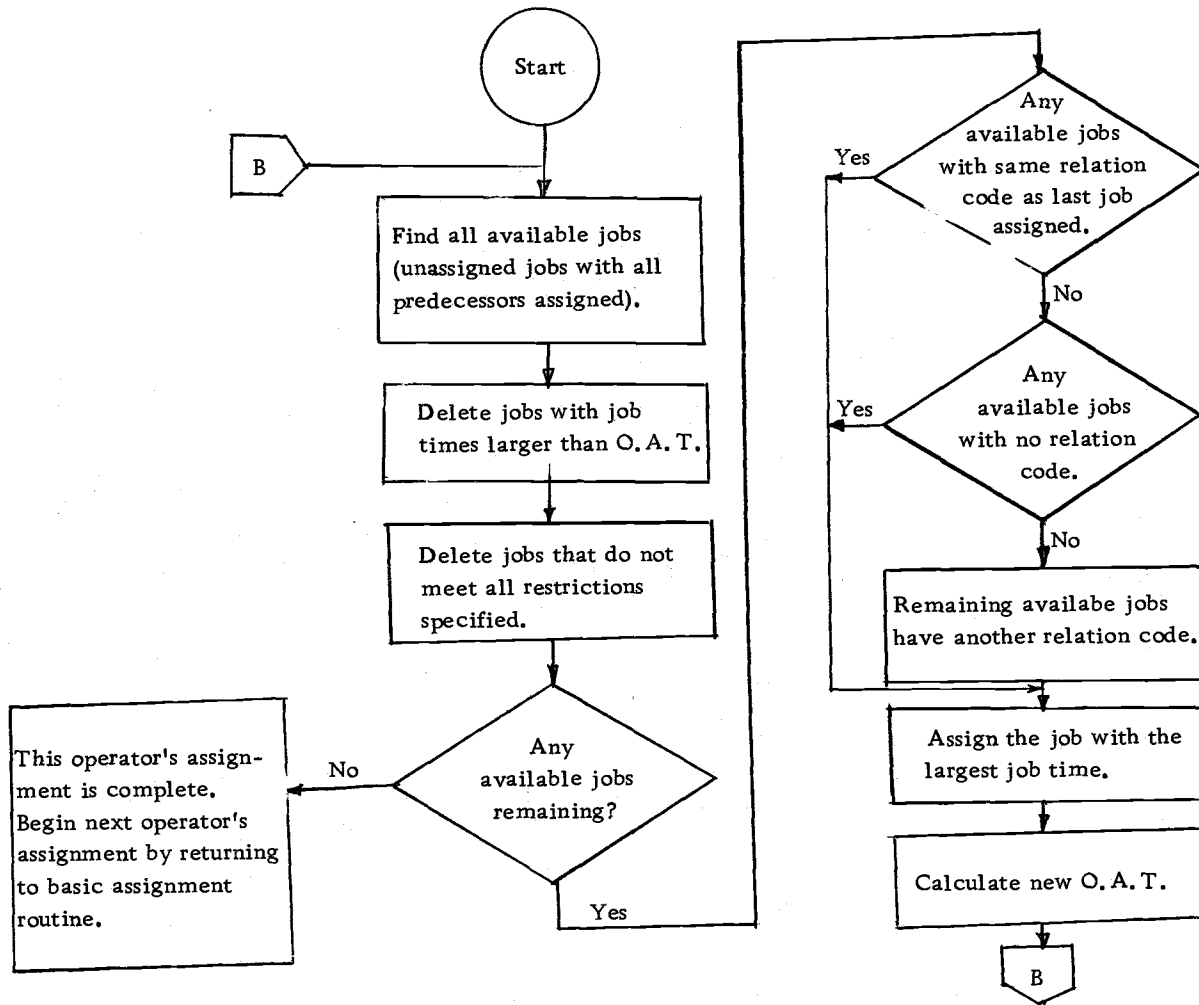 Start
B
Find all available jobs
(unassigned jobs with all
predecessors assigned).
Delete jobs with job
times larger than O. A. T.
Delete jobs that do not
meet all restrictions
specified.
Any
available jobs
remaining?
No
This operator's assign-
ment is complete.
Begin next operator's
assignment by returning
to basic assignment
routine.
Yes
Any
available jobs
with same relation
code as last job
assigned.
Yes
No
Any
available jobs
with no relation
code.
Yes
No
Remaining availabe jobs
have another relation code.
Assign the job with the
largest job time.
Calculate new O. A. T.
B